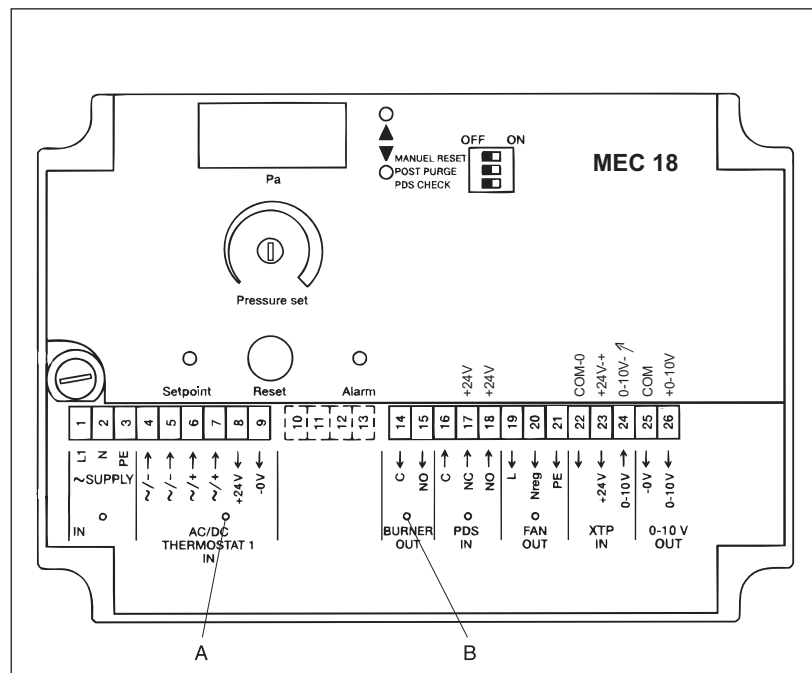 OFF ON
MANUEL RESET
POST PURGE
PDS CHECK
MEC 18
Pa
Pressure set
Setpoint Reset Alarm
+24V +24V COM-0 +24V-+ 0-10V- COM +0-10V
1 2 3 4 5 6 7 8 9 10 11 12 13 14 15 16 17 18 19 20 21 22 23 24 25 26
L1 N PE ~/- ~/- ~/+ ~/+ +24V -0V C NO C NC NO L Nreg PE +24V 0-10V -0V 0-10V
~SUPPLY
IN
AC/DC
THERMOSTAT 1
IN
BURNER
OUT
PDS
IN
FAN
OUT
XTP
IN
0-10 V
OUT
A B